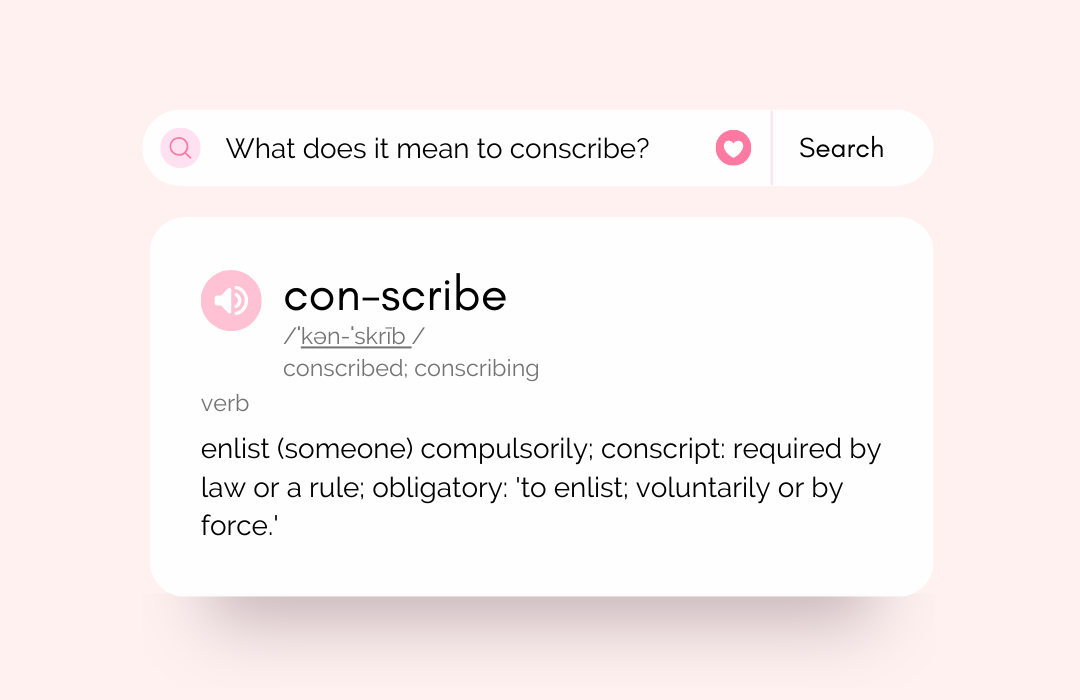 What does it mean to conscribe?
Search
con–scribe
/ˈkən-ˈskrīb /
conscribed; conscribing
verb
enlist (someone) compulsorily; conscript: required by
law or a rule; obligatory: 'to enlist; voluntarily or by
force.'